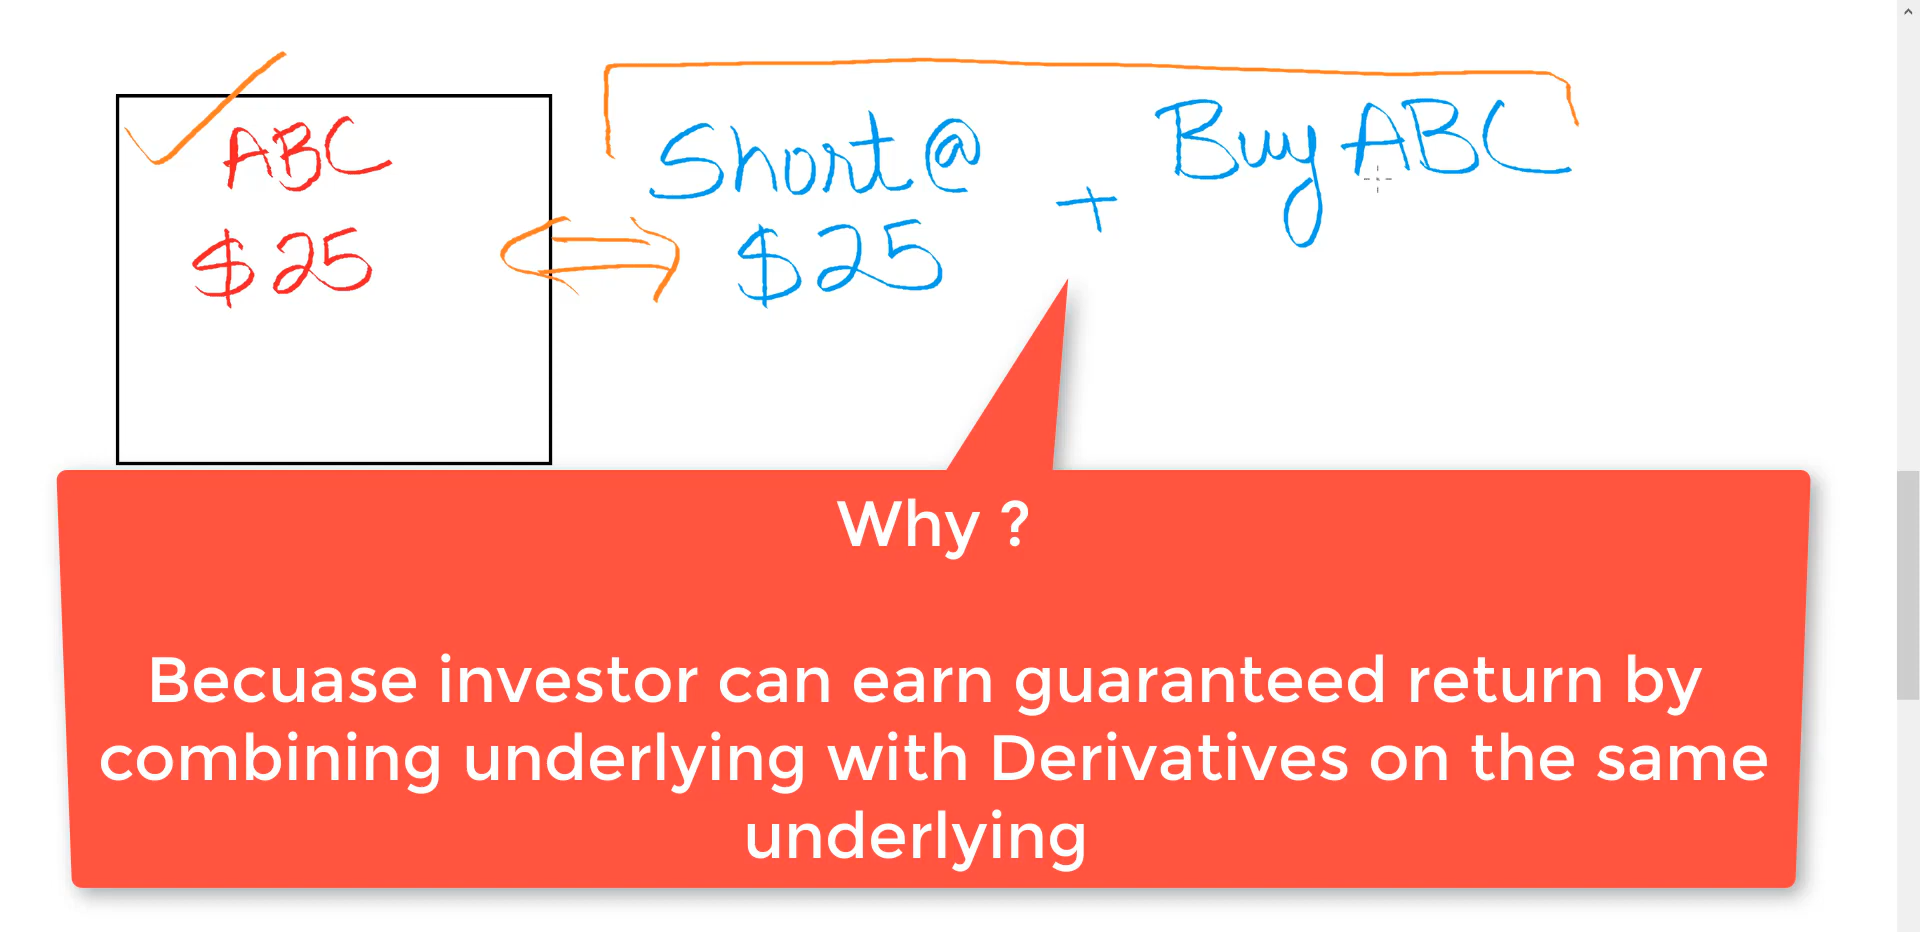 ABC
$25
Short @
$25
+
Buy ABC
Why ?
Becuase investor can earn guaranteed return by
combining underlying with Derivatives on the same
underlying